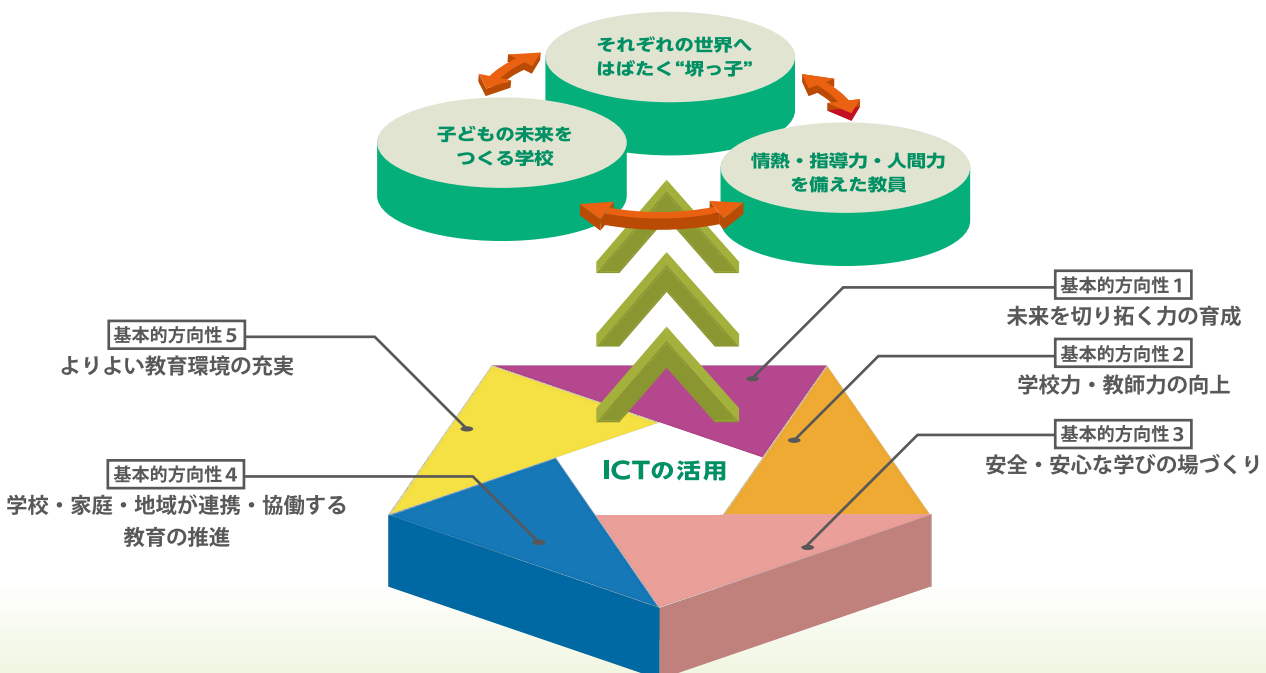 それぞれの世界へ
はばたく“堺っ子”
子どもの未来を
つくる学校
情熱・指導力・人間力
を備えた教員
基本的方向性1
未来を切り拓く力の育成
基本的方向性2
学校力・教師力の向上
基本的方向性3
安全・安心な学びの場づくり
基本的方向性5
よりよい教育環境の充実
基本的方向性4
学校・家庭・地域が連携・協働する
教育の推進
ICTの活用